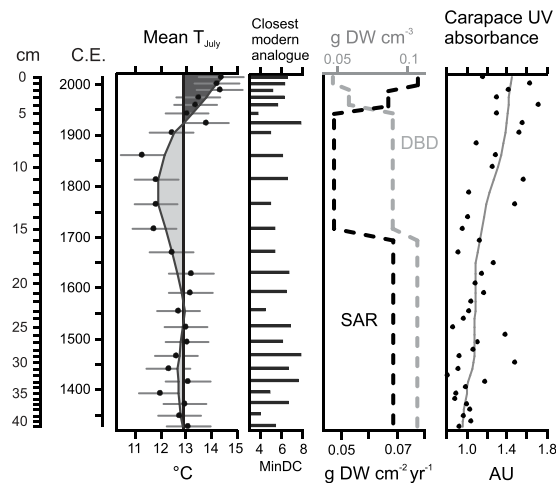 cm
C.E.
Mean T_July
Closest
modern
analogue
g DW cm⁻³
0.05 0.1
Carapace UV
absorbance
0
5
10
15
20
25
30
35
40
2000
1900
1800
1700
1600
1500
1400
DBD
SAR
11 12 13 14 15
°C
2 4 6 8
MinDC
0.05 0.07
g DW cm⁻² yr⁻¹
1.0 1.4 1.8
AU